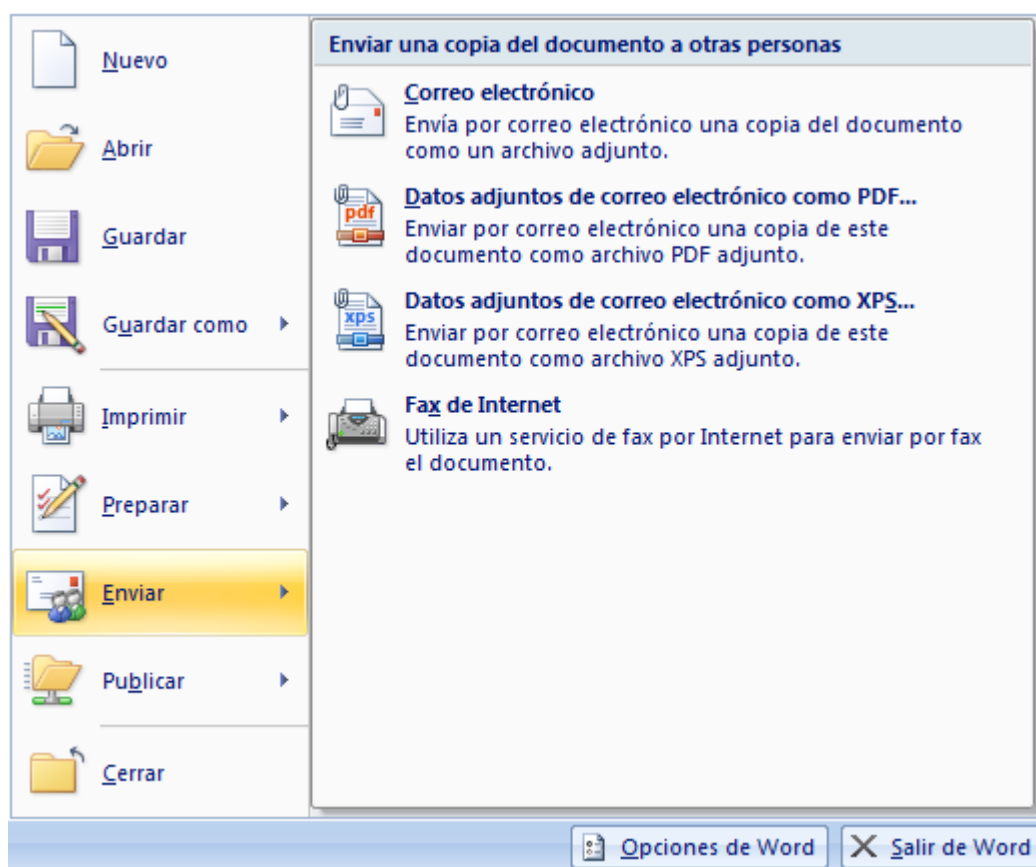 Nuevo
Abrir
Guardar
Guardar como
Imprimir
Preparar
Enviar
Publicar
Cerrar
Enviar una copia del documento a otras personas
Correo electrónico
Envía por correo electrónico una copia del documento
como un archivo adjunto.
pdf
Datos adjuntos de correo electrónico como PDF...
Enviar por correo electrónico una copia de este
documento como archivo PDF adjunto.
xps
Datos adjuntos de correo electrónico como XPS...
Enviar por correo electrónico una copia de este
documento como archivo XPS adjunto.
Fax de Internet
Utiliza un servicio de fax por Internet para enviar por fax
el documento.
Opciones de Word
Salir de Word